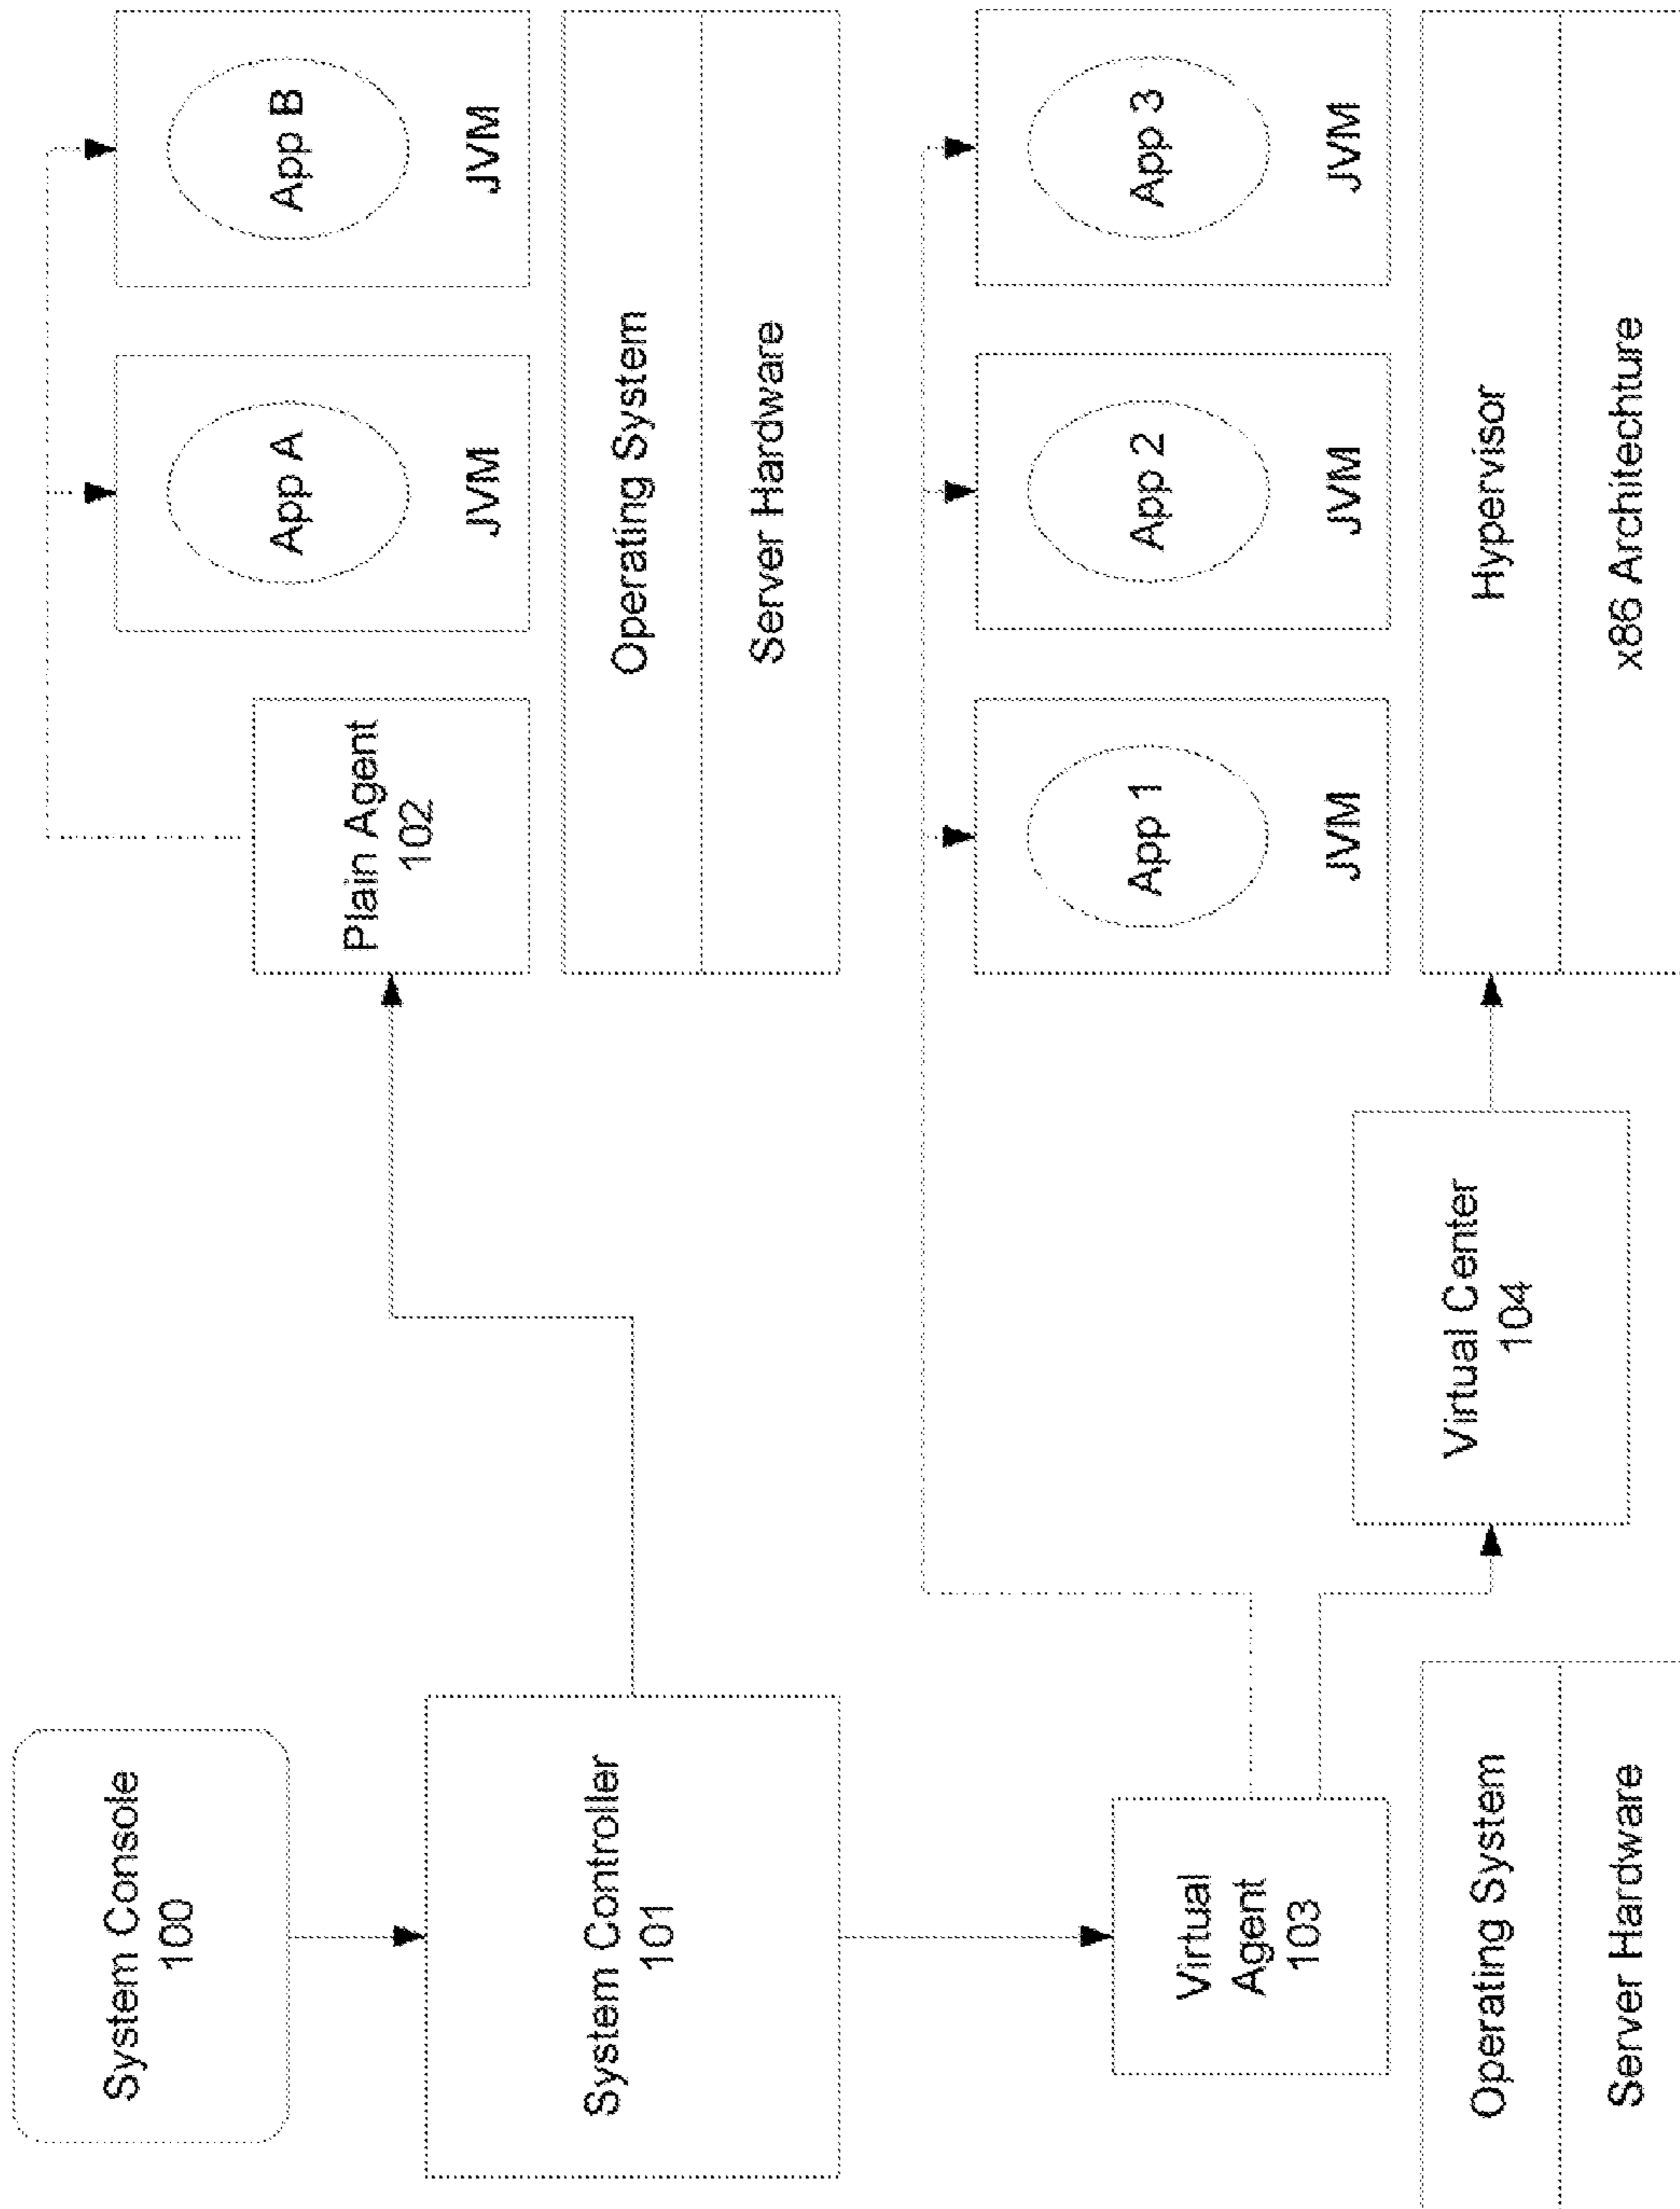 System Console
100
System Controller
101
Plain Agent
102
App A
JVM
App B
JVM
Operating System
Server Hardware
Virtual
Agent
103
Operating System
Server Hardware
Virtual Center
104
App 1
JVM
App 2
JVM
App 3
JVM
Hypervisor
x86 Architechture